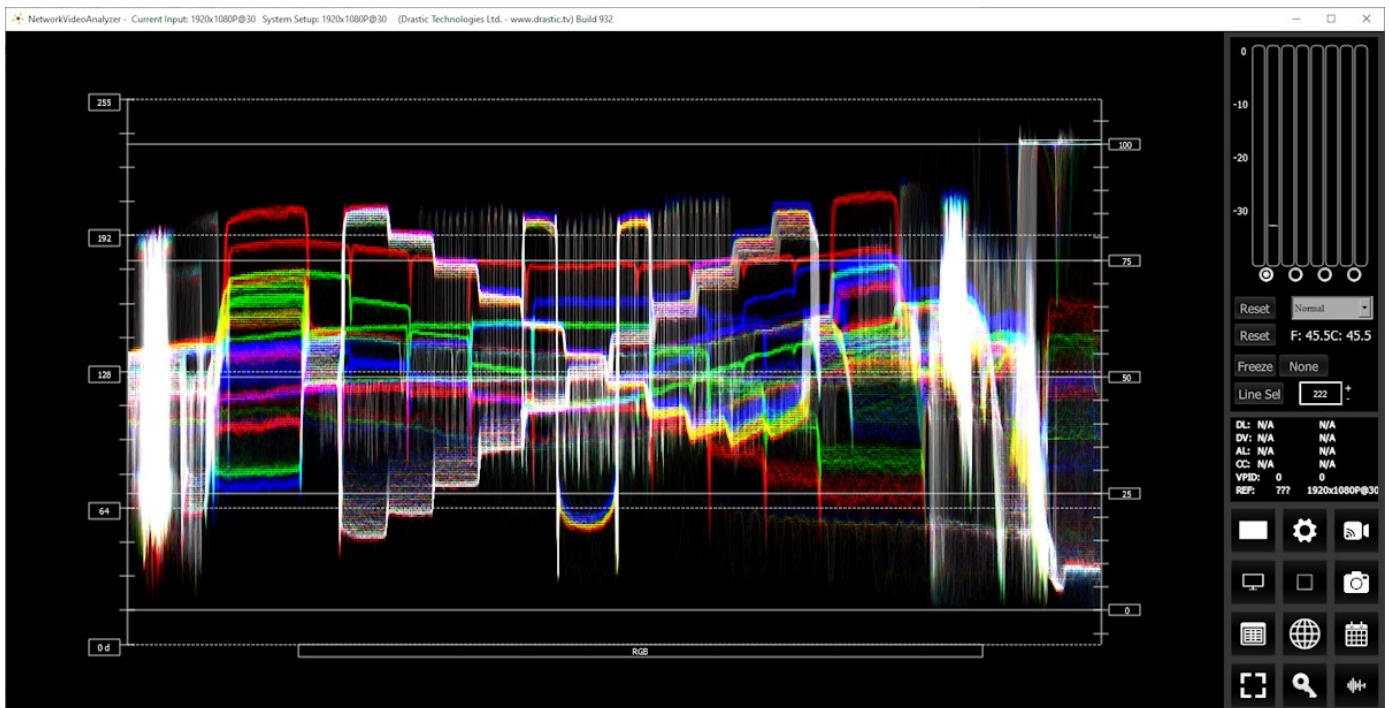 NetworkVideoAnalyzer - Current Input: 1920x1080P@30 System Setup: 1920x1080P@30 (Drastic Technologies Ltd. - www.drastic.tv) Build 932
0
-10
-20
-30
255
192
128
64
0 d
100
75
50
25
0
RGB
Reset Normal
Reset F: 45.5C: 45.5
Freeze None
Line Sel 222 + -
DL: N/A N/A
DV: N/A N/A
AL: N/A N/A
CC: N/A N/A
VPID: 0 0
REF: ??? 1920x1080P@30